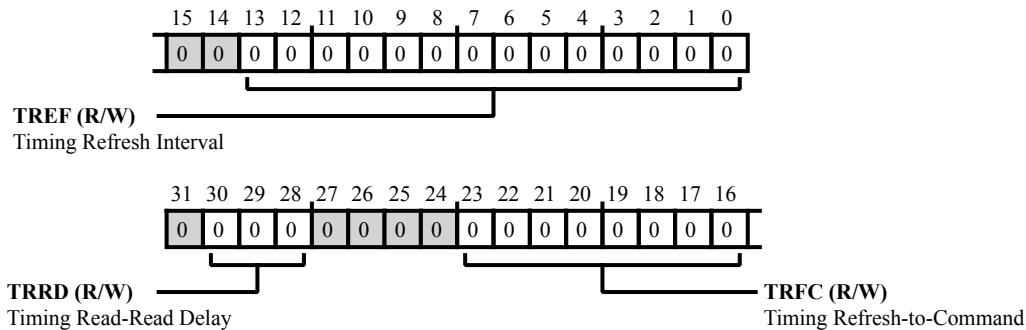 15 14 13 12 11 10 9 8 7 6 5 4 3 2 1 0
0 0 0 0 0 0 0 0 0 0 0 0 0 0 0 0
TREF (R/W)
Timing Refresh Interval
31 30 29 28 27 26 25 24 23 22 21 20 19 18 17 16
0 0 0 0 0 0 0 0 0 0 0 0 0 0 0 0
TRRD (R/W)
Timing Read-Read Delay
TRFC (R/W)
Timing Refresh-to-Command